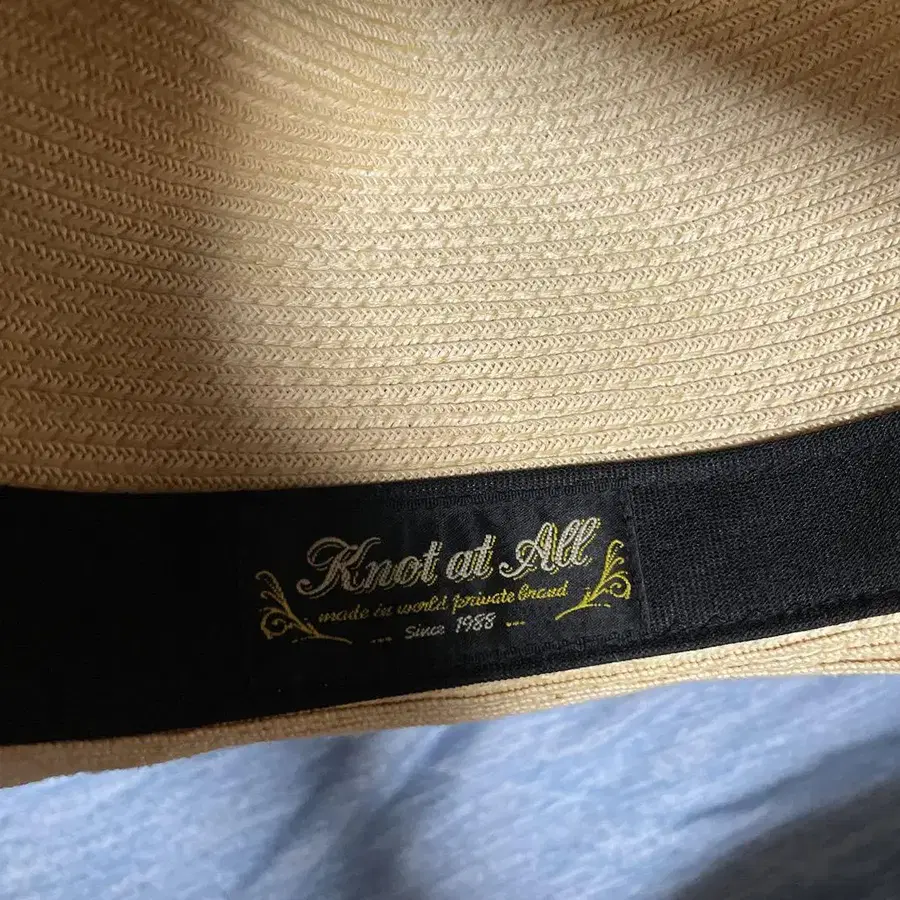 Knot at All
made in world private brand
... Since 1988 ...